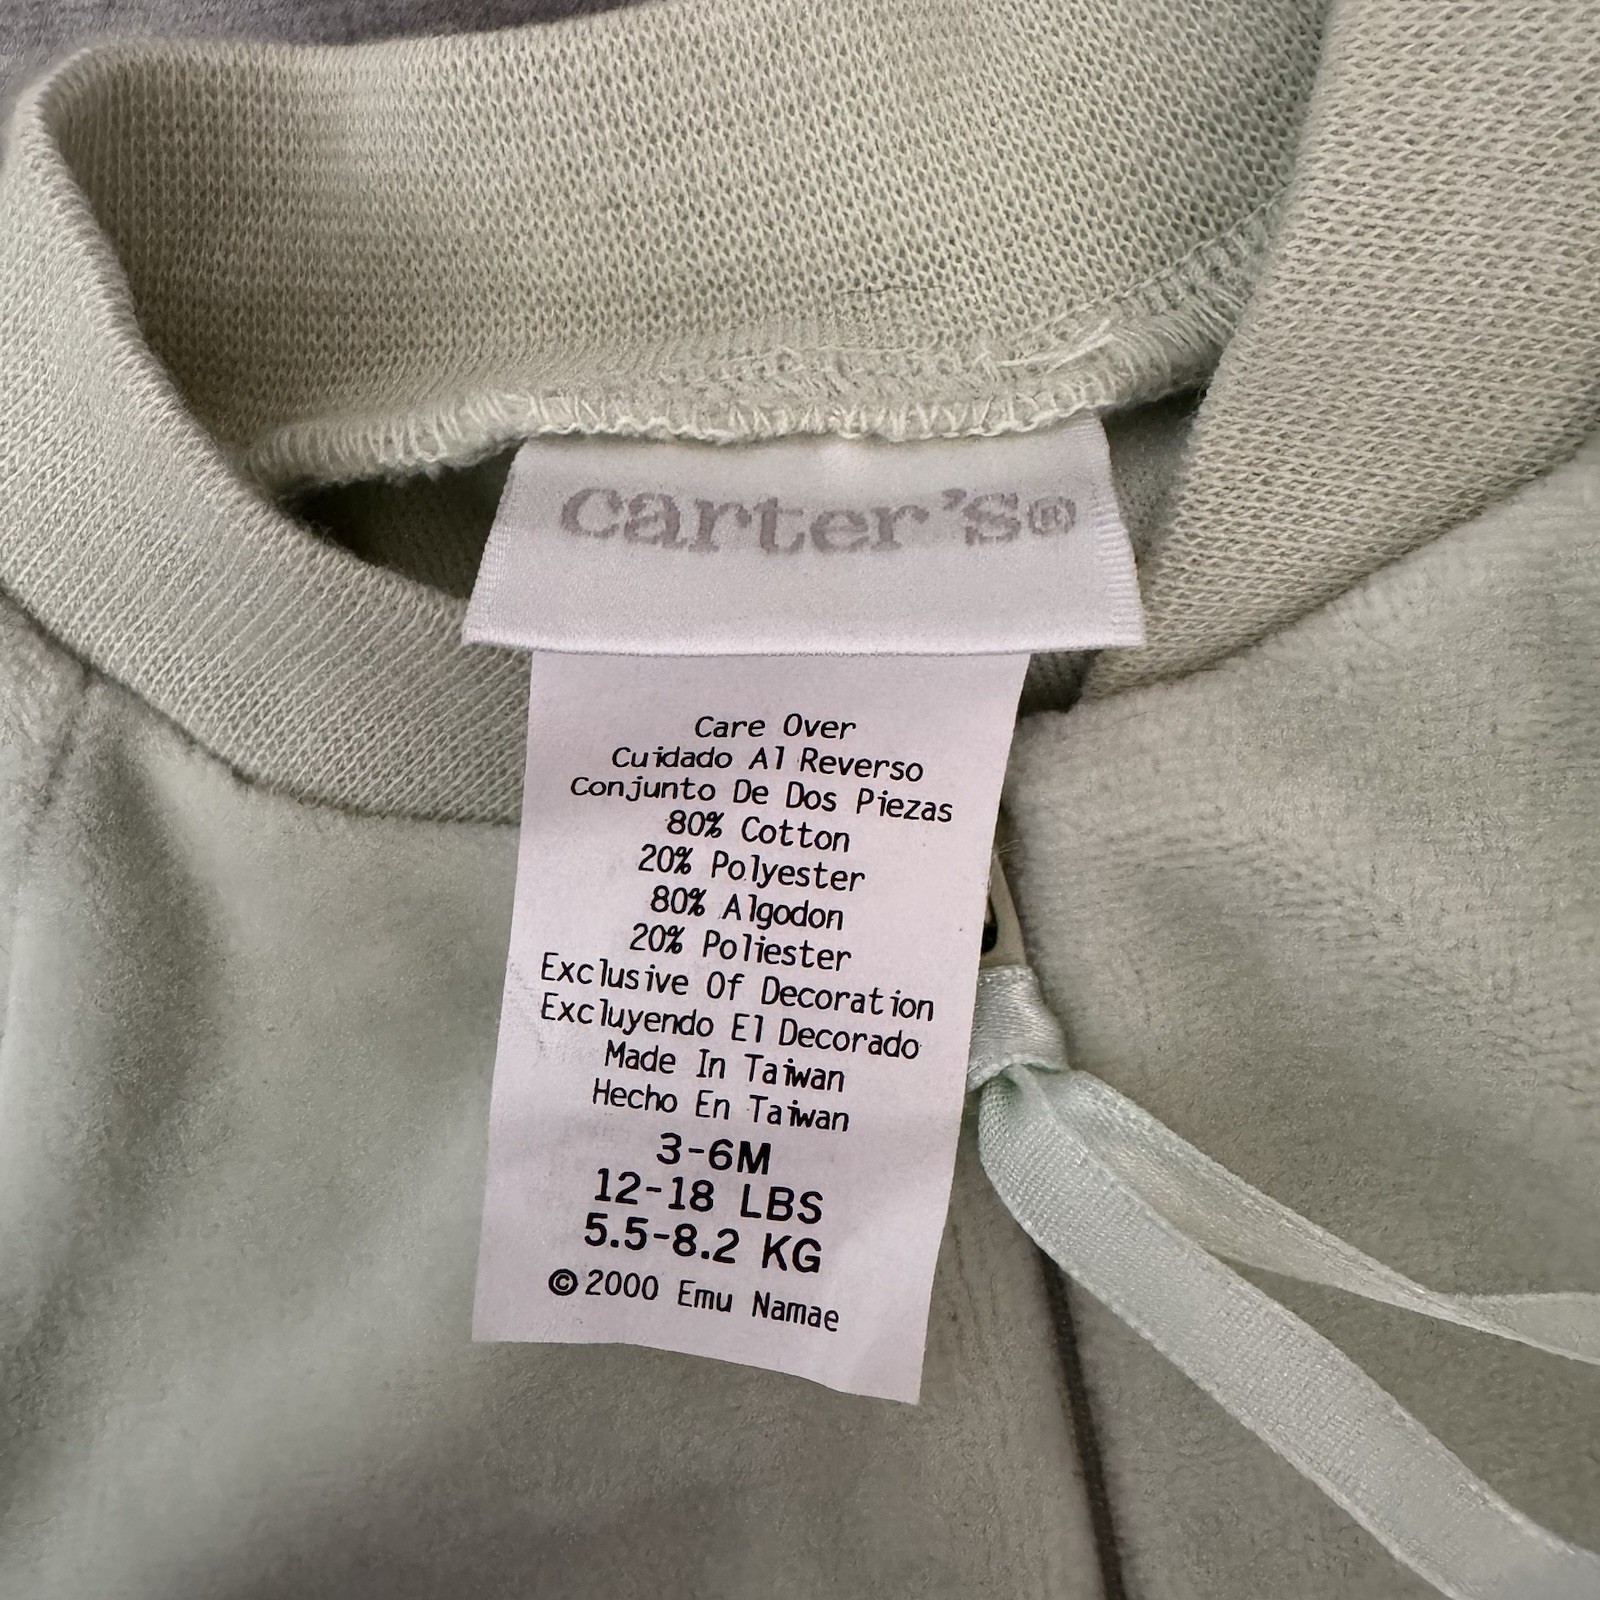 carter's®
Care Over
Cuidado Al Reverso
Conjunto De Dos Piezas
80% Cotton
20% Polyester
80% Algodon
20% Poliester
Exclusive Of Decoration
Excluyendo El Decorado
Made In Taiwan
Hecho En Taiwan
3-6M
12-18 LBS
5.5-8.2 KG
© 2000 Emu Namae